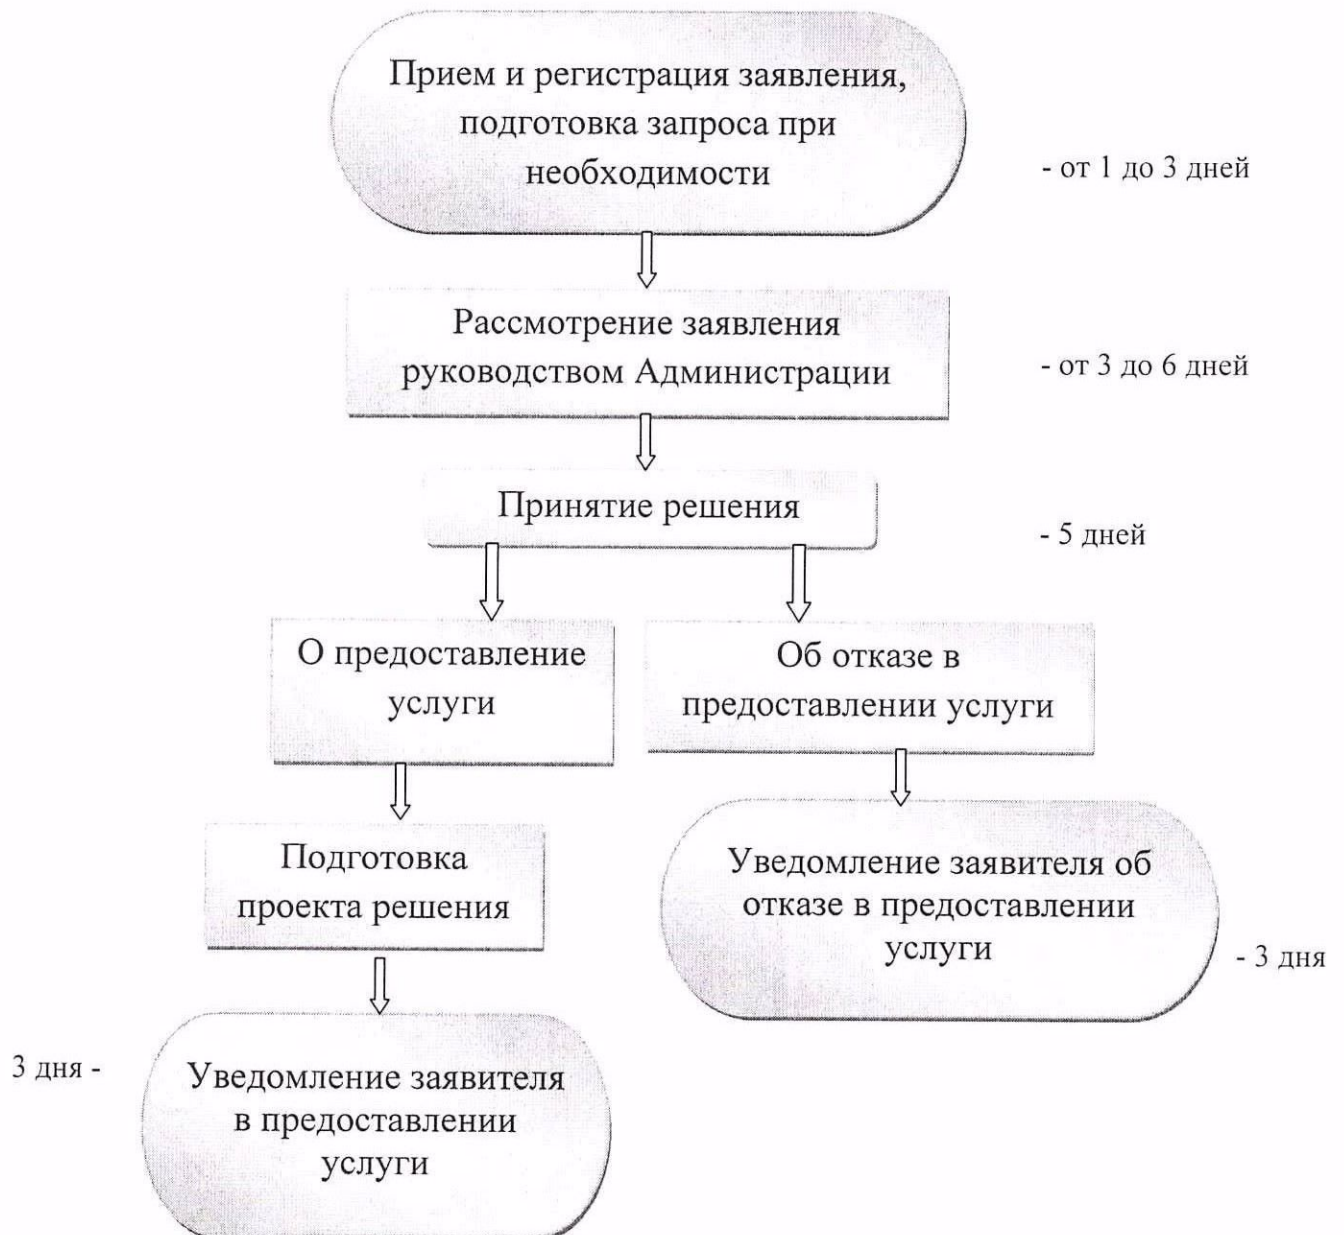 Прием и регистрация заявления,
подготовка запроса при
необходимости
- от 1 до 3 дней
Рассмотрение заявления
руководством Администрации
- от 3 до 6 дней
Принятие решения
- 5 дней
О предоставление
услуги
Об отказе в
предоставлении услуги
Подготовка
проекта решения
Уведомление заявителя об
отказе в предоставлении
услуги
- 3 дня
3 дня -
Уведомление заявителя
в предоставлении
услуги